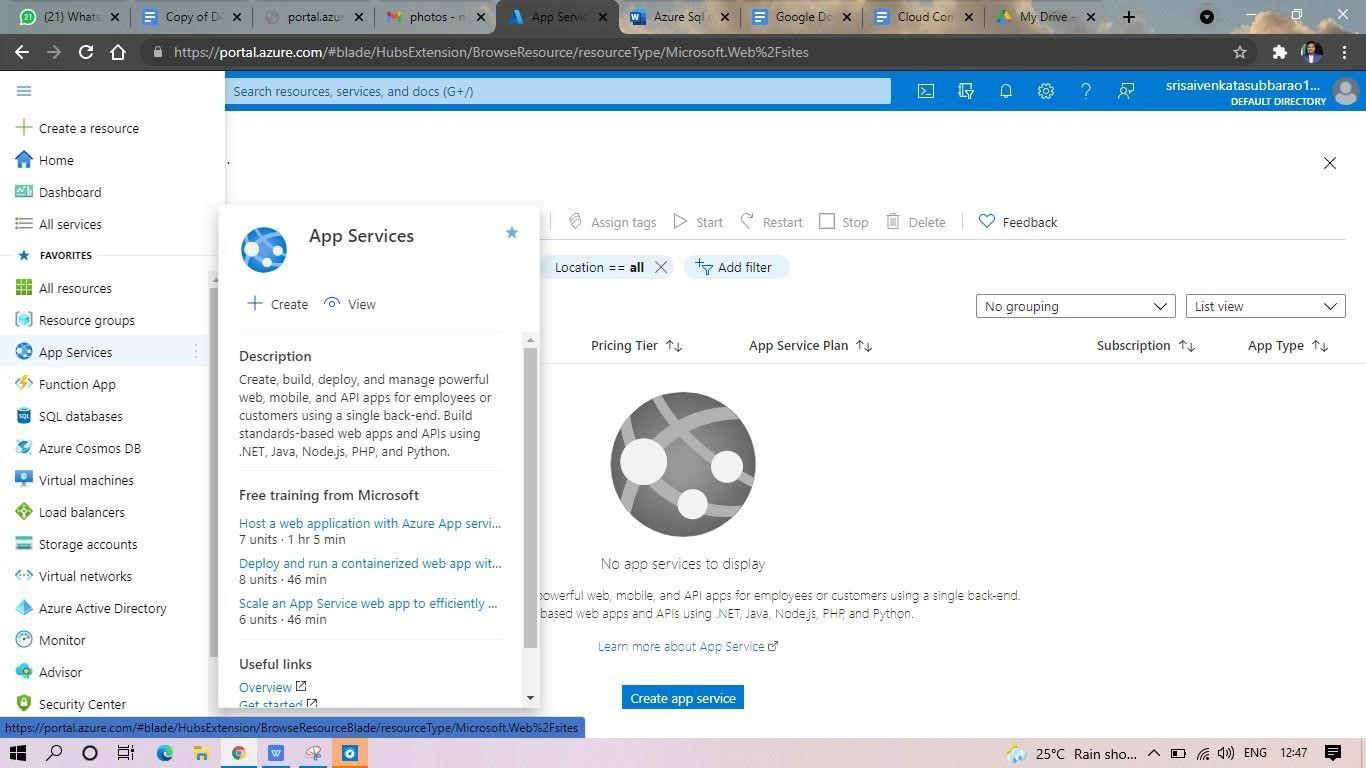 (21) Whats
Copy of DA
portal.azur
photos - n
App Servic
Azure Sql d
Google Do
Cloud Com
My Drive -
https://portal.azure.com/#blade/HubsExtension/BrowseResource/resourceType/Microsoft.Web%2Fsites
Search resources, services, and docs (G+/)
srisaivenkatasubbarao1...
DEFAULT DIRECTORY
Create a resource
Home
Dashboard
All services
FAVORITES
All resources
Resource groups
App Services
Function App
SQL databases
Azure Cosmos DB
Virtual machines
Load balancers
Storage accounts
Virtual networks
Azure Active Directory
Monitor
Advisor
Security Center
App Services
Create View
Description
Create, build, deploy, and manage powerful
web, mobile, and API apps for employees or
customers using a single back-end. Build
standards-based web apps and APIs using
.NET, Java, Node.js, PHP, and Python.
Free training from Microsoft
Host a web application with Azure App servi...
7 units · 1 hr 5 min
Deploy and run a containerized web app wit...
8 units · 46 min
Scale an App Service web app to efficiently ...
6 units · 46 min
Useful links
Overview
Get started
Assign tags Start Restart Stop Delete Feedback
Location == all Add filter
No grouping List view
Pricing Tier App Service Plan Subscription App Type
No app services to display
owerful web, mobile, and API apps for employees or customers using a single back-end.
based web apps and APIs using .NET, Java, Node.js, PHP, and Python.
Learn more about App Service
Create app service
https://portal.azure.com/#blade/HubsExtension/BrowseResourceBlade/resourceType/Microsoft.Web%2Fsites
25°C Rain sho... ENG 12:47